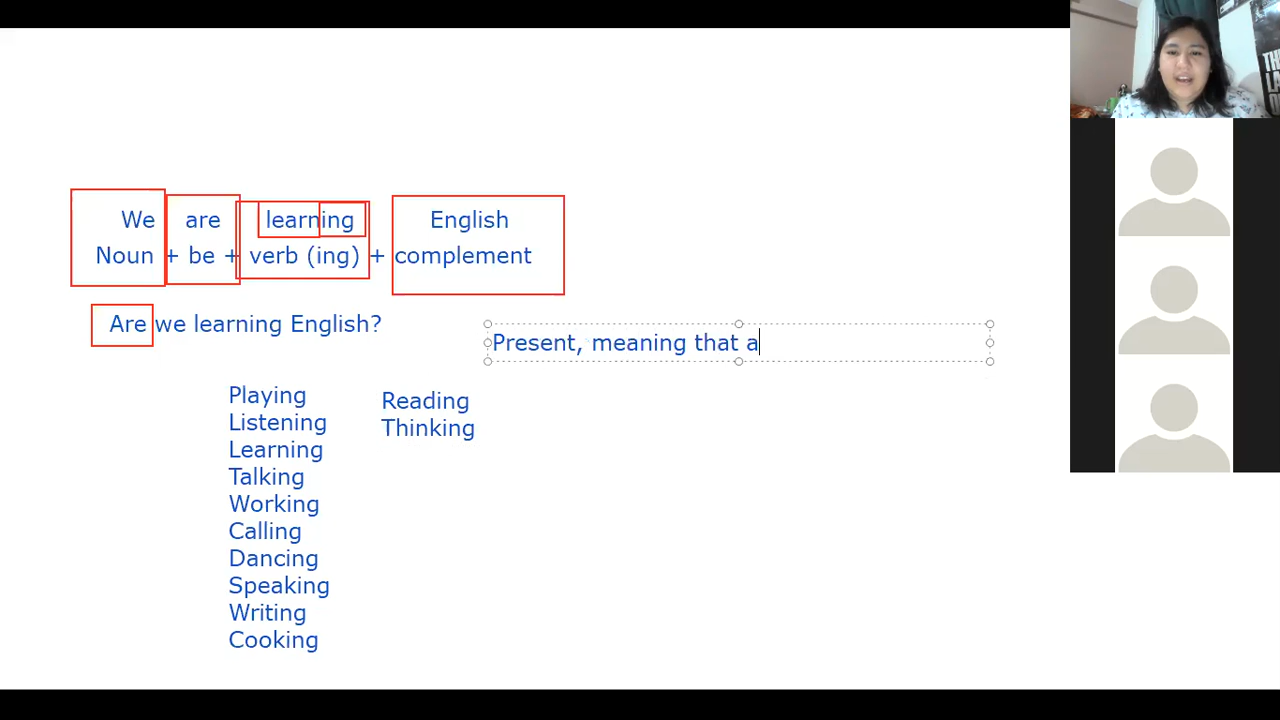 We are learning English
Noun + be + verb (ing) + complement
Are we learning English?
Present, meaning that a
Playing
Listening
Learning
Talking
Working
Calling
Dancing
Speaking
Writing
Cooking
Reading
Thinking